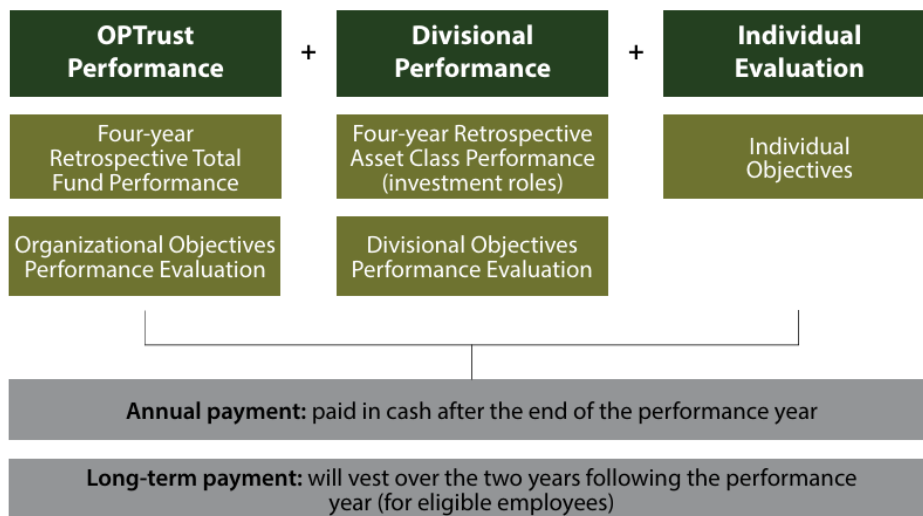 OPTrust
Performance
+
Divisional
Performance
+
Individual
Evaluation
Four-year
Retrospective Total
Fund Performance
Four-year Retrospective
Asset Class Performance
(investment roles)
Individual
Objectives
Organizational Objectives
Performance Evaluation
Divisional Objectives
Performance Evaluation
Annual payment: paid in cash after the end of the performance year
Long-term payment: will vest over the two years following the performance
year (for eligible employees)